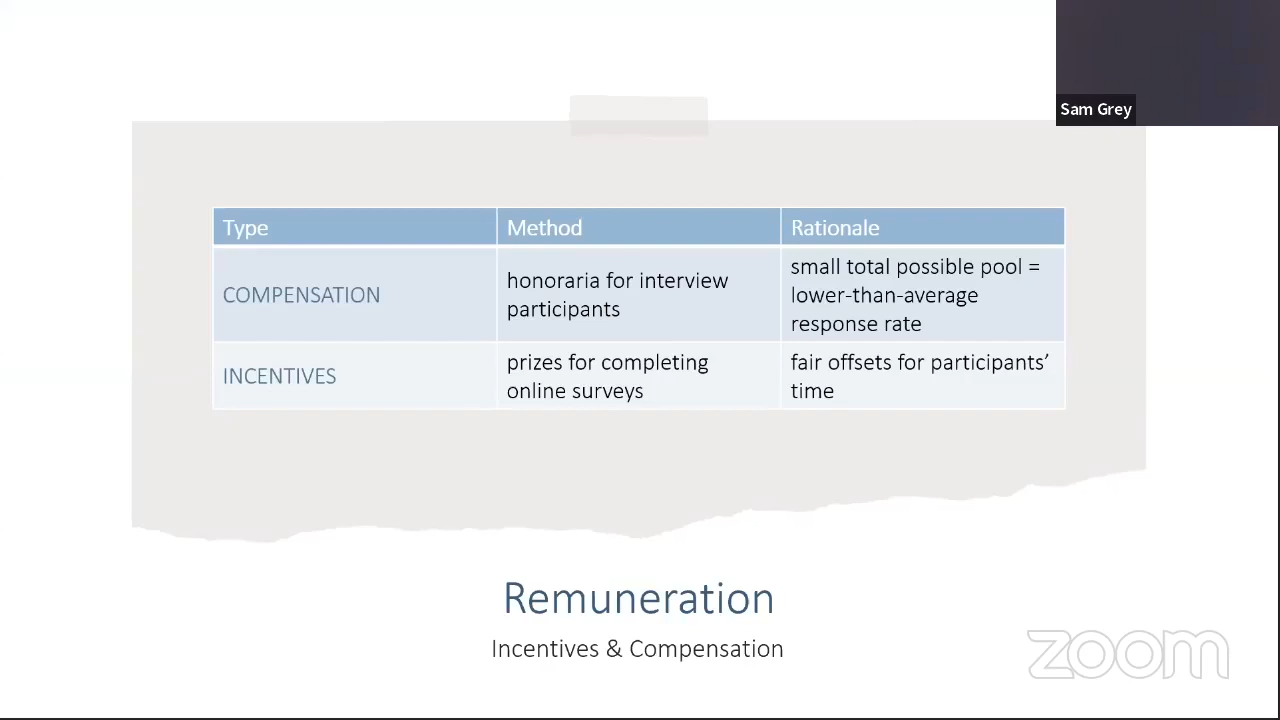 Sam Grey
Type Method Rationale
COMPENSATION
honoraria for interview
participants
small total possible pool =
lower-than-average
response rate
INCENTIVES
prizes for completing
online surveys
fair offsets for participants’
time
Remuneration
Incentives & Compensation
zoom